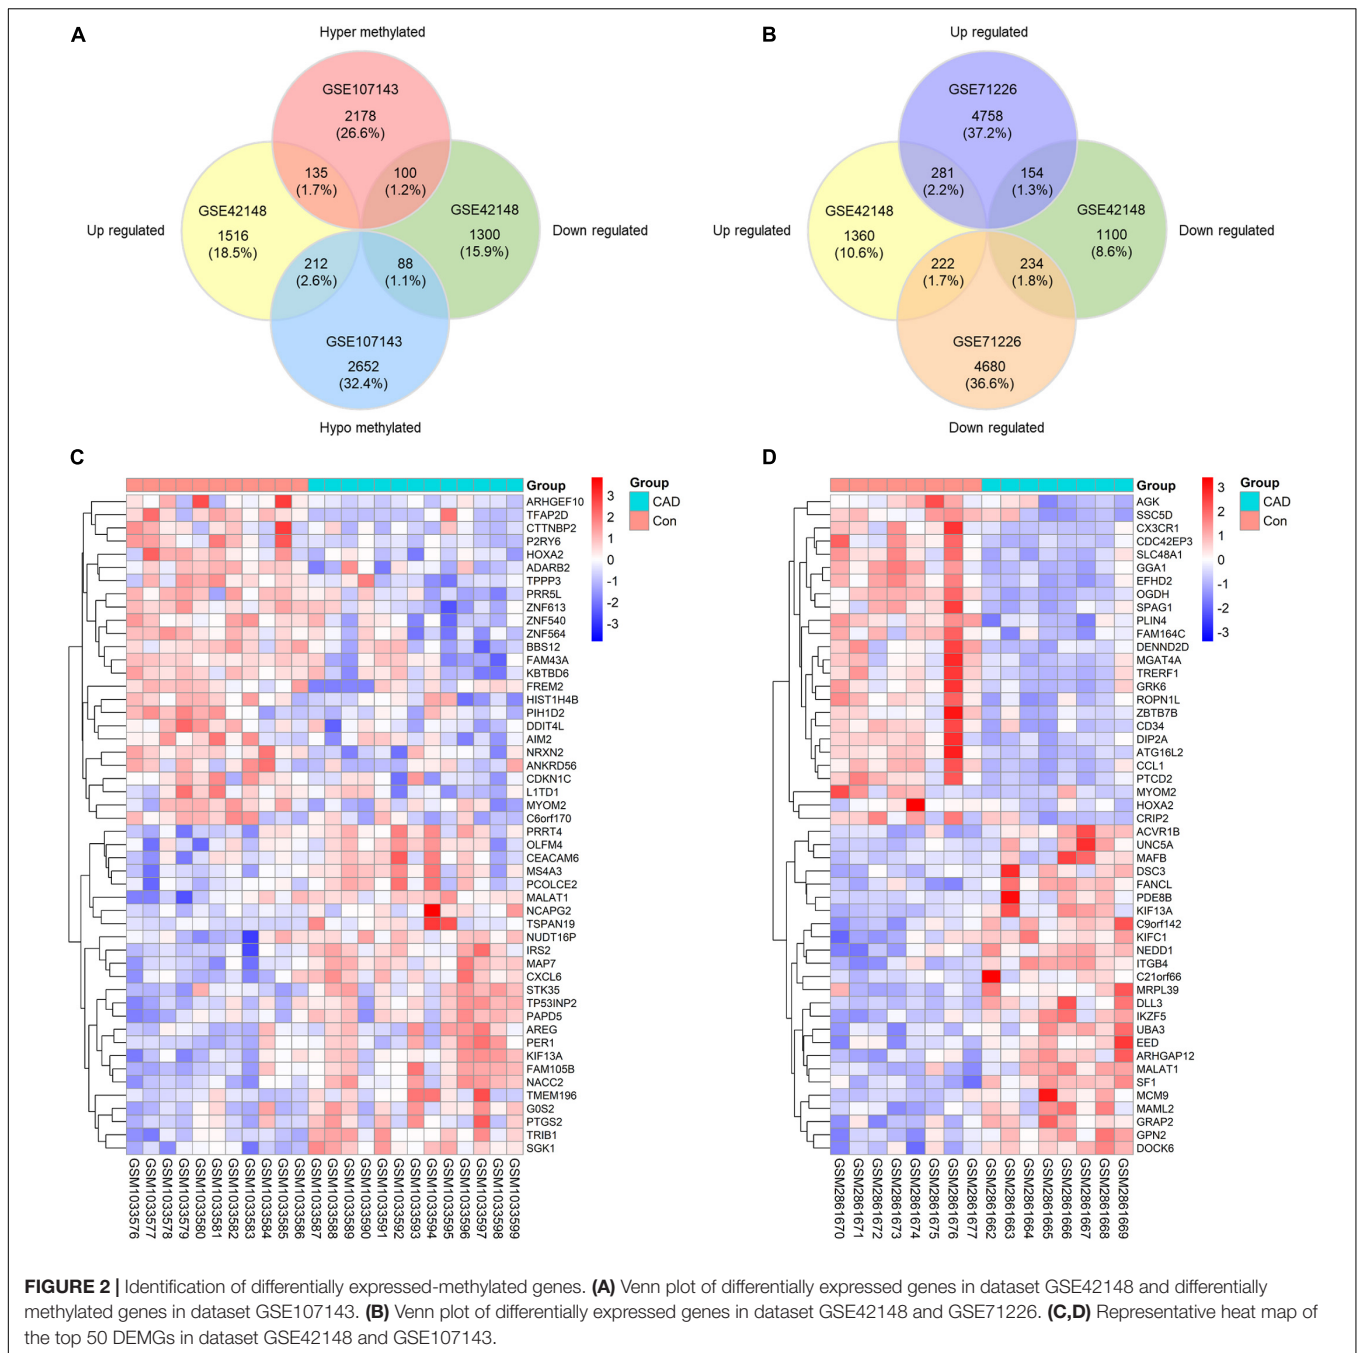 A
Hyper methylated
GSE107143
2178
(26.6%)
135
(1.7%)
100
(1.2%)
GSE42148
1516
(18.5%)
GSE42148
1300
(15.9%)
Up regulated
Down regulated
212
(2.6%)
88
(1.1%)
GSE107143
2652
(32.4%)
Hypo methylated
B
Up regulated
GSE71226
4758
(37.2%)
281
(2.2%)
154
(1.3%)
GSE42148
1360
(10.6%)
GSE42148
1100
(8.6%)
Up regulated
Down regulated
222
(1.7%)
234
(1.8%)
GSE71226
4680
(36.6%)
Down regulated
C
Group
ARHGEF10
TFAP2D
CTTNBP2
P2RY6
HOXA2
ADARB2
TPPP3
PRR5L
ZNF613
ZNF540
ZNF564
BBS12
FAM43A
KBTBD6
FREM2
HIST1H4B
PIH1D2
DDIT4L
AIM2
NRXN2
ANKRD56
CDKN1C
L1TD1
MYOM2
C6orf170
PRRT4
OLFM4
CEACAM6
MS4A3
PCOLCE2
MALAT1
NCAPG2
TSPAN19
NUDT16P
IRS2
MAP7
CXCL6
STK35
TP53INP2
PAPD5
AREG
PER1
KIF13A
FAM105B
NACC2
TMEM196
G0S2
PTGS2
TRIB1
SGK1
3
2
1
0
-1
-2
-3
Group
CAD
Con
GSM1033576
GSM1033577
GSM1033578
GSM1033579
GSM1033580
GSM1033581
GSM1033582
GSM1033583
GSM1033584
GSM1033585
GSM1033586
GSM1033587
GSM1033588
GSM1033589
GSM1033590
GSM1033591
GSM1033592
GSM1033593
GSM1033594
GSM1033595
GSM1033596
GSM1033597
GSM1033598
GSM1033599
D
Group
AGK
SSC5D
CX3CR1
CDC42EP3
SLC48A1
GGA1
EFHD2
OGDH
SPAG1
PLIN4
FAM164C
DENND2D
MGAT4A
TRERF1
GRK6
ROPN1L
ZBTB7B
CD34
DIP2A
ATG16L2
CCL1
PTCD2
MYOM2
HOXA2
CRIP2
ACVR1B
UNC5A
MAFB
DSC3
FANCL
PDE8B
KIF13A
C9orf142
KIFC1
NEDD1
ITGB4
C21orf66
MRPL39
DLL3
IKZF5
UBA3
EED
ARHGAP12
MALAT1
SF1
MCM9
MAML2
GRAP2
GPN2
DOCK6
3
2
1
0
-1
-2
-3
Group
CAD
Con
GSM2861670
GSM2861671
GSM2861672
GSM2861673
GSM2861674
GSM2861675
GSM2861676
GSM2861677
GSM2861662
GSM2861663
GSM2861664
GSM2861665
GSM2861666
GSM2861667
GSM2861668
GSM2861669
FIGURE 2 | Identification of differentially expressed-methylated genes. (A) Venn plot of differentially expressed genes in dataset GSE42148 and differentially
methylated genes in dataset GSE107143. (B) Venn plot of differentially expressed genes in dataset GSE42148 and GSE71226. (C,D) Representative heat map of
the top 50 DEMGs in dataset GSE42148 and GSE107143.